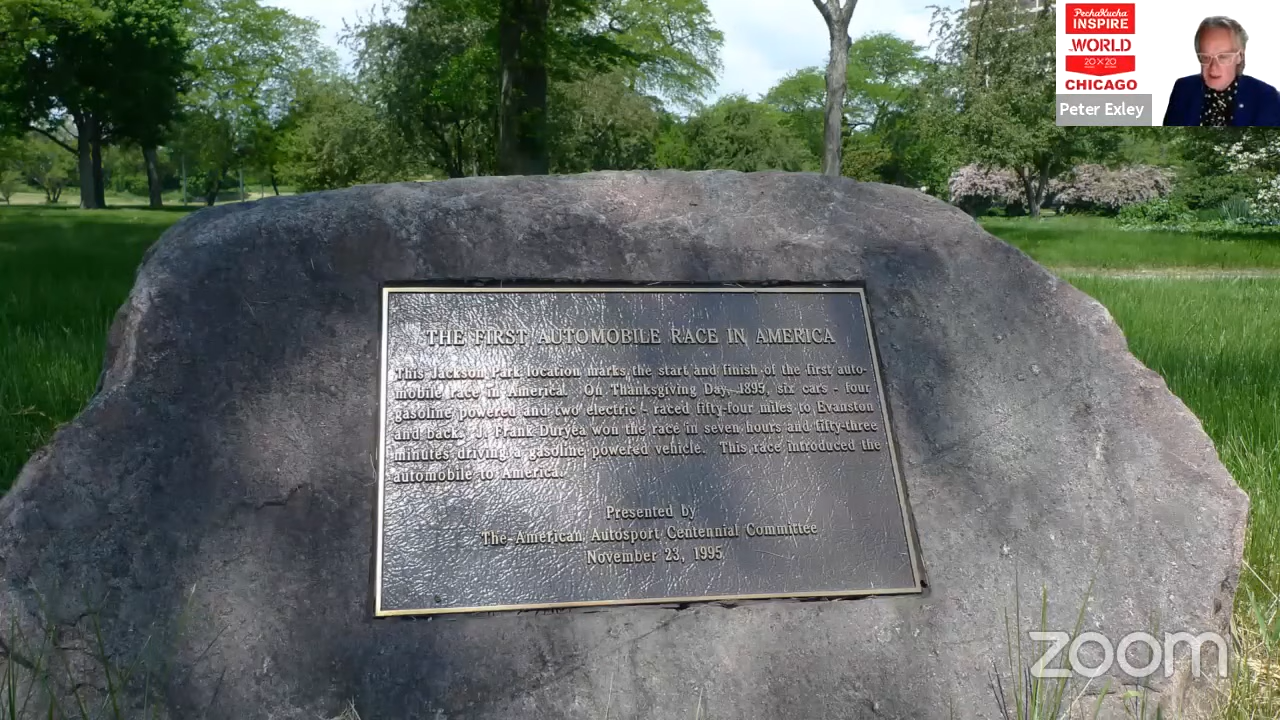 PechaKucha
INSPIRE
WORLD
20×20
CHICAGO
Peter Exley
THE FIRST AUTOMOBILE RACE IN AMERICA
This Jackson Park location marks the start and finish of the first auto-
mobile race in America. On Thanksgiving Day, 1895, six cars - four
gasoline powered and two electric - raced fifty-four miles to Evanston
and back. J. Frank Duryea won the race in seven hours and fifty-three
minutes driving a gasoline powered vehicle. This race introduced the
automobile to America.
Presented by
The American Autosport Centennial Committee
November 23, 1995
zoom